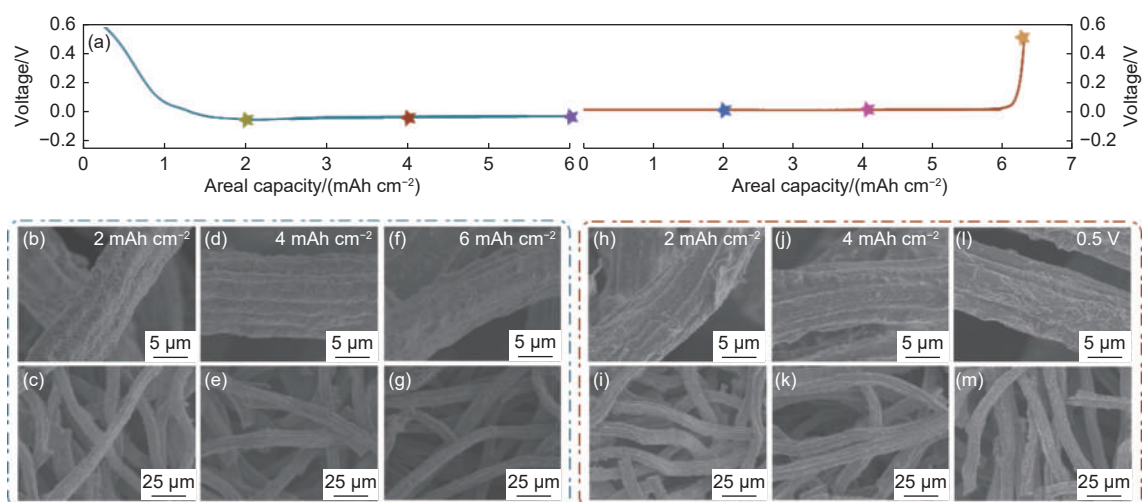 (a)
Voltage/V
0.6
0.4
0.2
0.0
−0.2
0 1 2 3 4 5 6
Areal capacity/(mAh cm⁻²)
0 1 2 3 4 5 6 7
Areal capacity/(mAh cm⁻²)
0.6
0.4
0.2
0.0
−0.2
Voltage/V
(b) 2 mAh cm⁻²
5 μm
(d) 4 mAh cm⁻²
5 μm
(f) 6 mAh cm⁻²
5 μm
(h) 2 mAh cm⁻²
5 μm
(j) 4 mAh cm⁻²
5 μm
(l) 0.5 V
5 μm
(c)
25 μm
(e)
25 μm
(g)
25 μm
(i)
25 μm
(k)
25 μm
(m)
25 μm